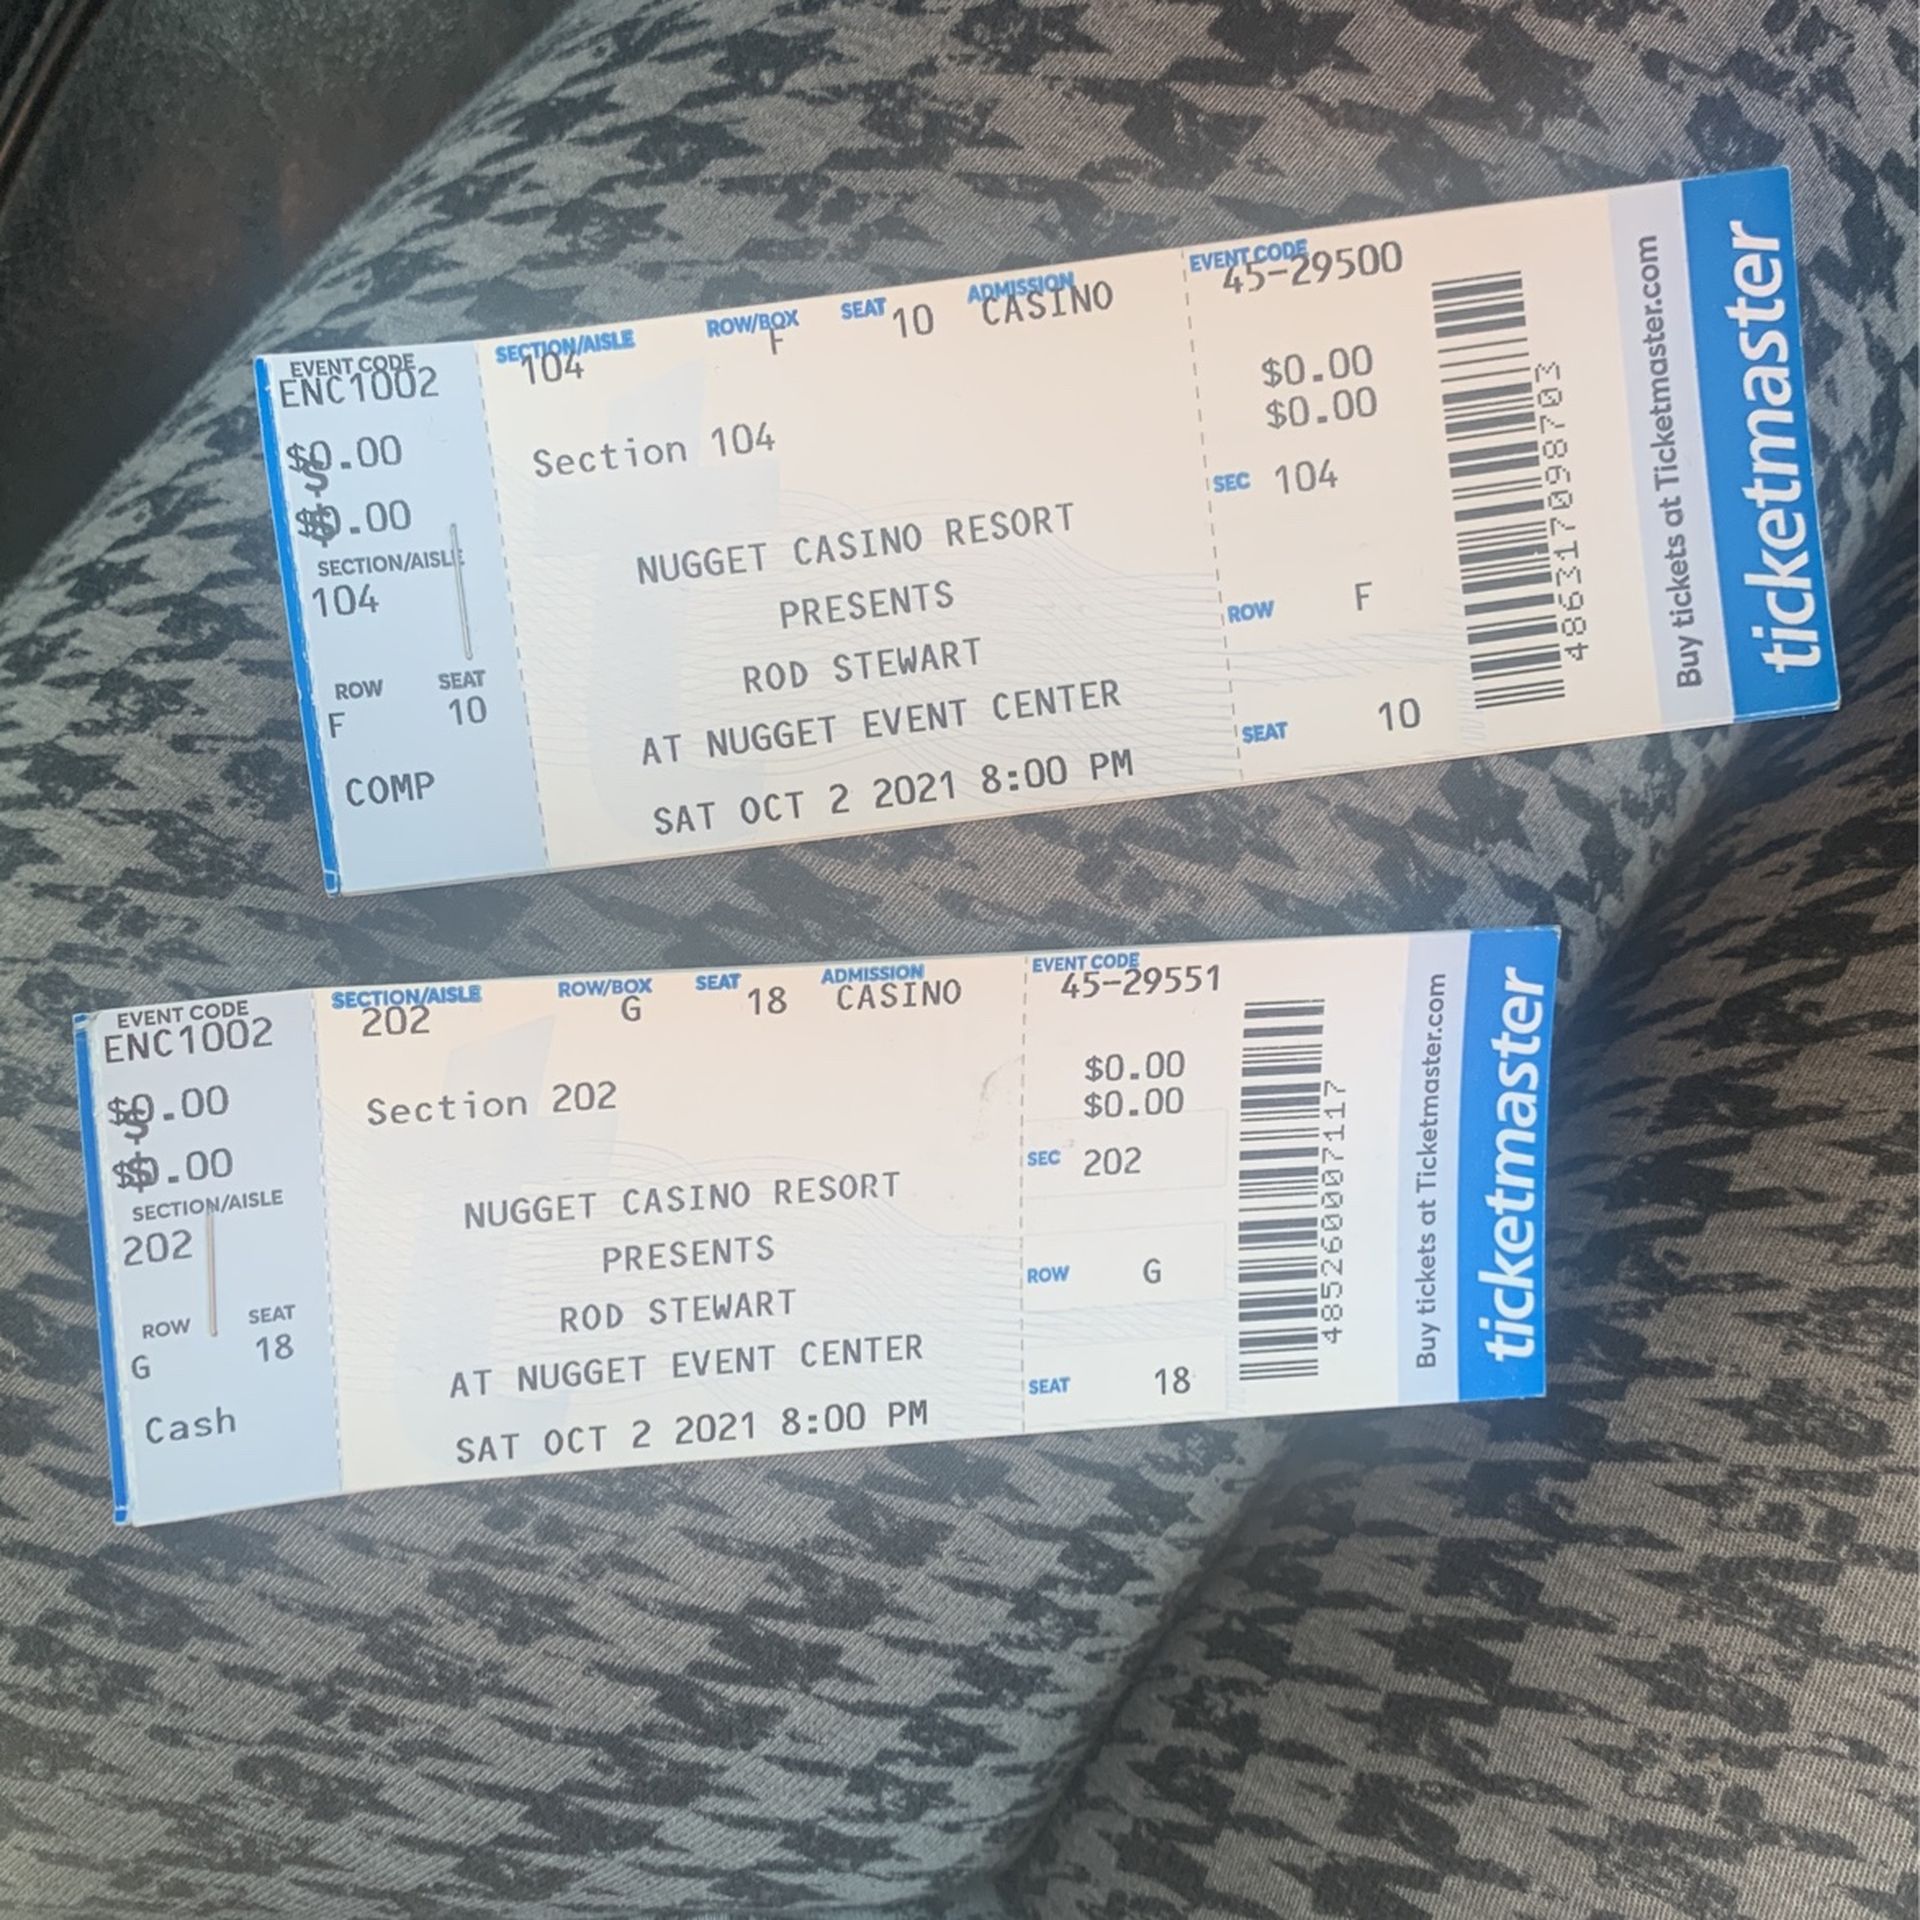 EVENT CODE
ENC1002
$0.00
$
$0.00
SECTION/AISLE
104
ROW SEAT
F 10
COMP
SECTION/AISLE ROW/BOX SEAT ADMISSION
104 F 10 CASINO
Section 104
NUGGET CASINO RESORT
PRESENTS
ROD STEWART
AT NUGGET EVENT CENTER
SAT OCT 2 2021 8:00 PM
EVENT CODE
45-29500
$0.00
$0.00
SEC 104
ROW F
SEAT 10
486317098703
Buy tickets at Ticketmaster.com
ticketmaster
EVENT CODE
ENC1002
$0.00
$
$0.00
SECTION/AISLE
202
ROW SEAT
G 18
Cash
SECTION/AISLE ROW/BOX SEAT ADMISSION
202 G 18 CASINO
Section 202
NUGGET CASINO RESORT
PRESENTS
ROD STEWART
AT NUGGET EVENT CENTER
SAT OCT 2 2021 8:00 PM
EVENT CODE
45-29551
$0.00
$0.00
SEC 202
ROW G
SEAT 18
485260007117
Buy tickets at Ticketmaster.com
ticketmaster